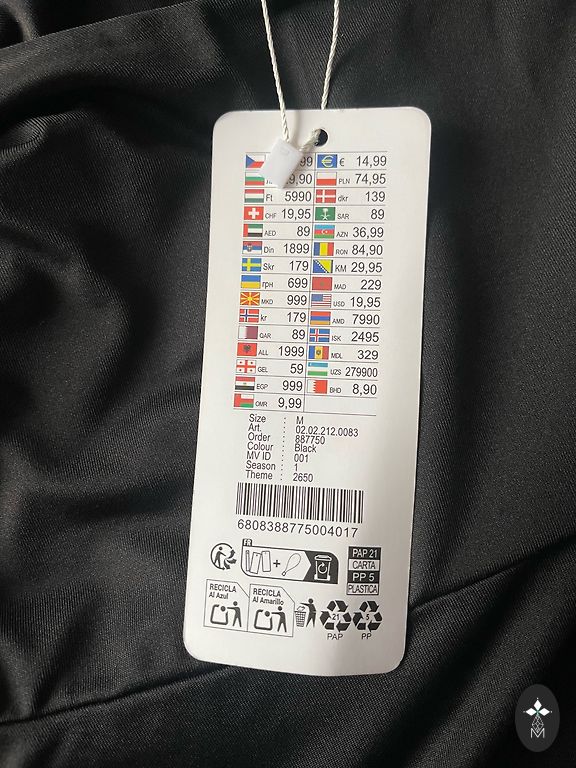 99 € 14,99
9,90 PLN 74,95
Ft 5990 dkr 139
CHF 19,95 SAR 89
AED 89 AZN 36,99
Din 1899 RON 84,90
Skr 179 KM 29,95
грн 699 MAD 229
MKD 999 USD 19,95
kr 179 AMD 7990
QAR 89 ISK 2495
ALL 1999 MDL 329
GEL 59 UZS 279900
EGP 999 BHD 8,90
OMR 9,99
Size : M
Art. : 02.02.212.0083
Order : 887750
Colour : Black
MV ID : 001
Season : 1
Theme : 2650
6808388775004017
FR
+
PAP 21
CARTA
PP 5
PLASTICA
RECICLA
Al Azul
RECICLA
Al Amarillo
21
PAP
5
PP
M